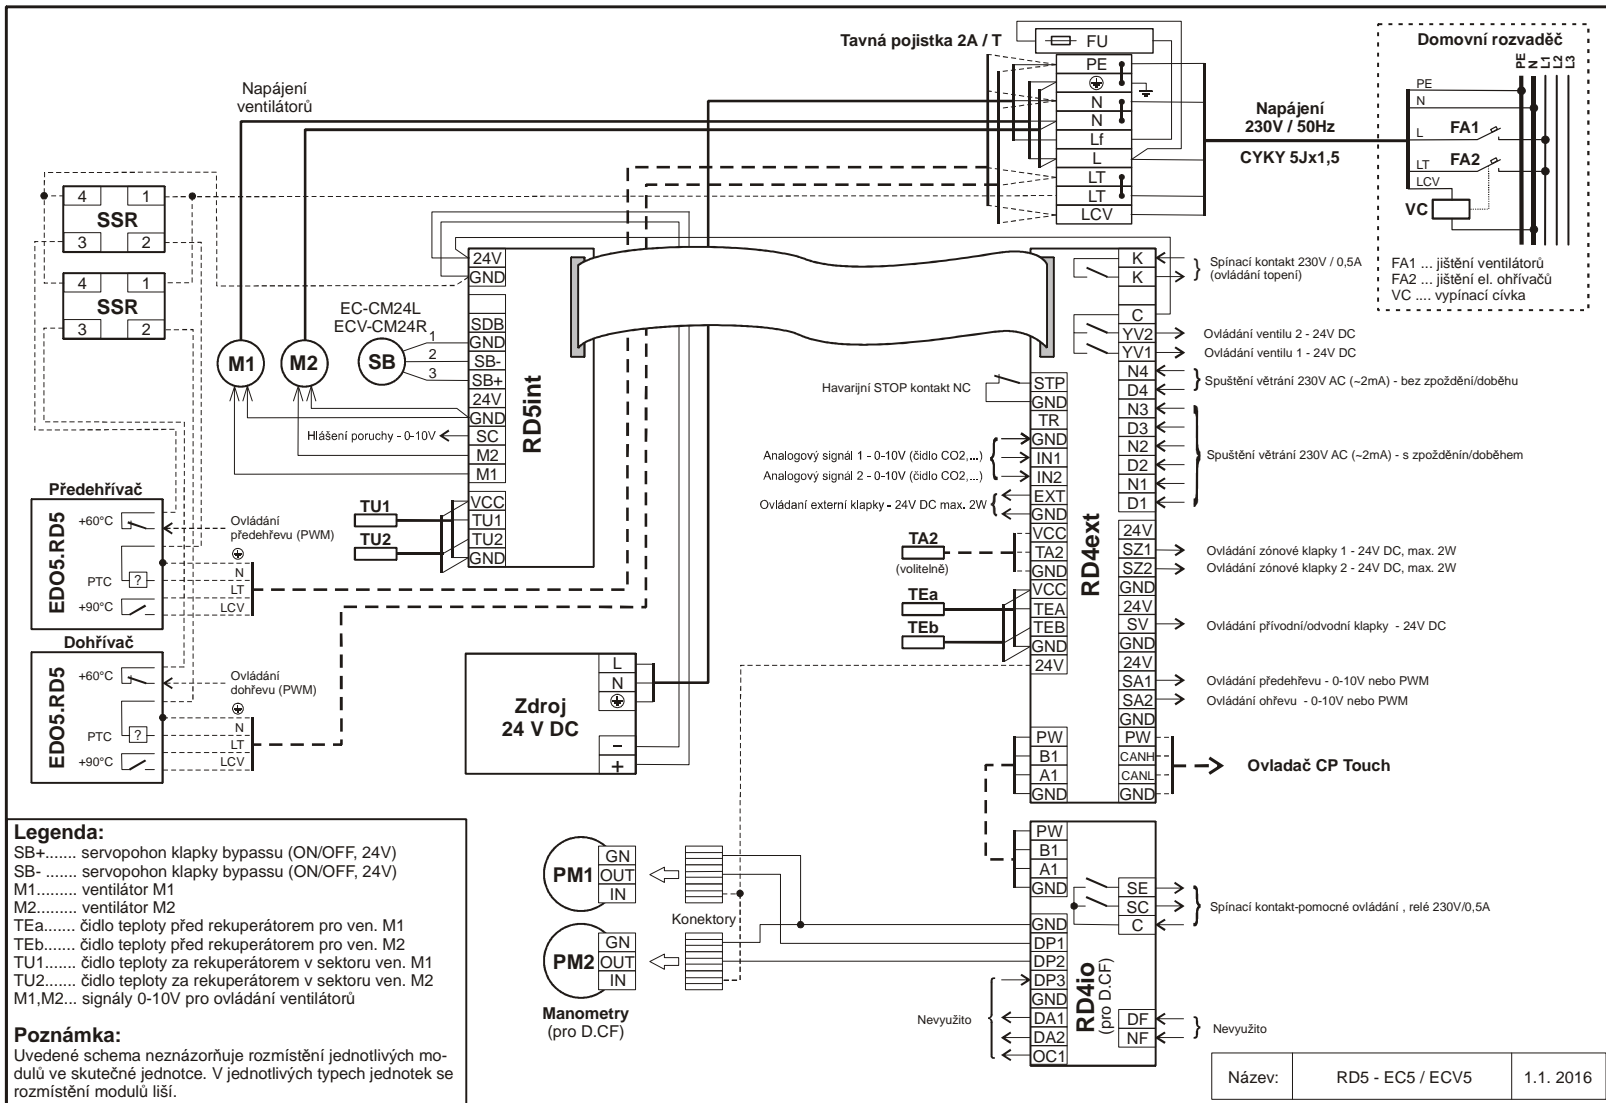 Tavná pojistka 2A / T
FU
PE
N
N
Lf
L
LT
LT
LCV
Napájení
230V / 50Hz
CYKY 5Jx1,5
Domovní rozvaděč
PE
N
L1
L2
L3
PE
N
L
FA1
LT
FA2
LCV
VC
FA1 ... jištění ventilátorů
FA2 ... jištění el. ohřívačů
VC .... vypínací cívka
Napájení
ventilátorů
4 1
SSR
3 2
4 1
SSR
3 2
M1
M2
EC-CM24L
ECV-CM24R
SB
1
2
3
24V
GND
SDB
GND
SB-
SB+
24V
GND
SC
M2
M1
VCC
TU1
TU2
GND
RD5int
Hlášení poruchy - 0-10V
TU1
TU2
Předehřívač
EDO5.RD5
+60°C
PTC
?
+90°C
Ovládání
předehřevu (PWM)
N
LT
LCV
Dohřívač
EDO5.RD5
+60°C
PTC
?
+90°C
Ovládání
dohřevu (PWM)
N
LT
LCV
Zdroj
24 V DC
L
N
–
+
Havarijní STOP kontakt NC
Analogový signál 1 - 0-10V (čidlo CO2,...)
Analogový signál 2 - 0-10V (čidlo CO2,...)
Ovládaní externí klapky - 24V DC max. 2W
TA2
(volitelně)
TEa
TEb
STP
GND
TR
GND
IN1
IN2
EXT
GND
VCC
TA2
GND
VCC
TEA
TEB
GND
24V
PW
B1
A1
GND
RD4ext
K
K
C
YV2
YV1
N4
D4
N3
D3
N2
D2
N1
D1
24V
SZ1
SZ2
GND
24V
SV
GND
24V
SA1
SA2
GND
PW
CANH
CANL
GND
Spínací kontakt 230V / 0,5A
(ovládání topení)
Ovládání ventilu 2 - 24V DC
Ovládání ventilu 1 - 24V DC
Spuštění větrání 230V AC (~2mA) - bez zpoždění/doběhu
Spuštění větrání 230V AC (~2mA) - s zpožděnín/doběhem
Ovládání zónové klapky 1 - 24V DC, max. 2W
Ovládání zónové klapky 2 - 24V DC, max. 2W
Ovládání přívodní/odvodní klapky - 24V DC
Ovládání předehřevu - 0-10V nebo PWM
Ovládání ohřevu - 0-10V nebo PWM
Ovladač CP Touch
PW
B1
A1
GND
GND
DP1
DP2
DP3
GND
DA1
DA2
OC1
RD4io
(pro D.CF)
SE
SC
C
DF
NF
Spínací kontakt-pomocné ovládání , relé 230V/0,5A
Nevyužito
Nevyužito
PM1
GN
OUT
IN
Konektory
PM2
GN
OUT
IN
Manometry
(pro D.CF)
Legenda:
SB+....... servopohon klapky bypassu (ON/OFF, 24V)
SB- ....... servopohon klapky bypassu (ON/OFF, 24V)
M1......... ventilátor M1
M2......... ventilátor M2
TEa....... čidlo teploty před rekuperátorem pro ven. M1
TEb....... čidlo teploty před rekuperátorem pro ven. M2
TU1....... čidlo teploty za rekuperátorem v sektoru ven. M1
TU2....... čidlo teploty za rekuperátorem v sektoru ven. M2
M1,M2... signály 0-10V pro ovládání ventilátorů
Poznámka:
Uvedené schema neznázorňuje rozmístění jednotlivých mo-
dulů ve skutečné jednotce. V jednotlivých typech jednotek se
rozmístění modulů liší.
Název: RD5 - EC5 / ECV5 1.1. 2016